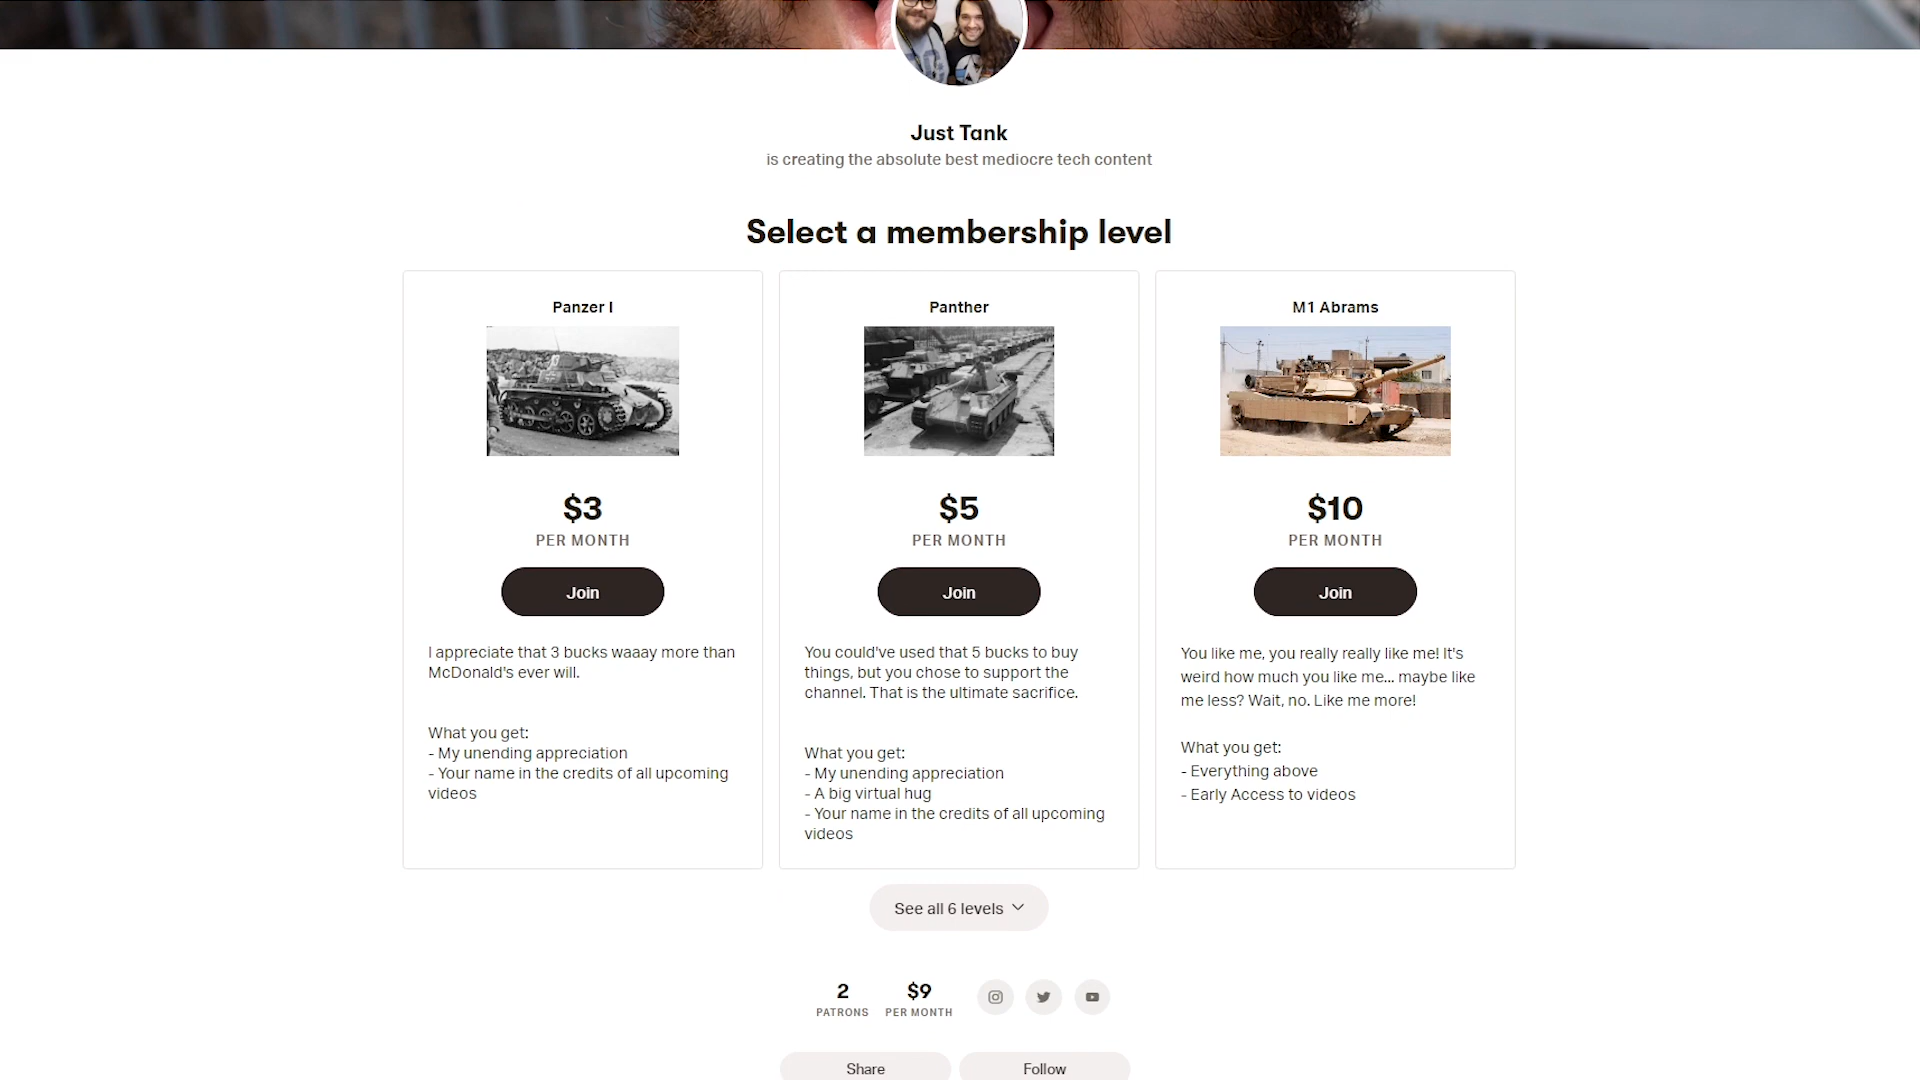 Just Tank
is creating the absolute best mediocre tech content
Select a membership level
Panzer I
$3
PER MONTH
Join
I appreciate that 3 bucks waaay more than
McDonald's ever will.
What you get:
- My unending appreciation
- Your name in the credits of all upcoming
videos
Panther
$5
PER MONTH
Join
You could've used that 5 bucks to buy
things, but you chose to support the
channel. That is the ultimate sacrifice.
What you get:
- My unending appreciation
- A big virtual hug
- Your name in the credits of all upcoming
videos
M1 Abrams
$10
PER MONTH
Join
You like me, you really really like me! It's
weird how much you like me... maybe like
me less? Wait, no. Like me more!
What you get:
- Everything above
- Early Access to videos
See all 6 levels
2
PATRONS
$9
PER MONTH
Share
Follow